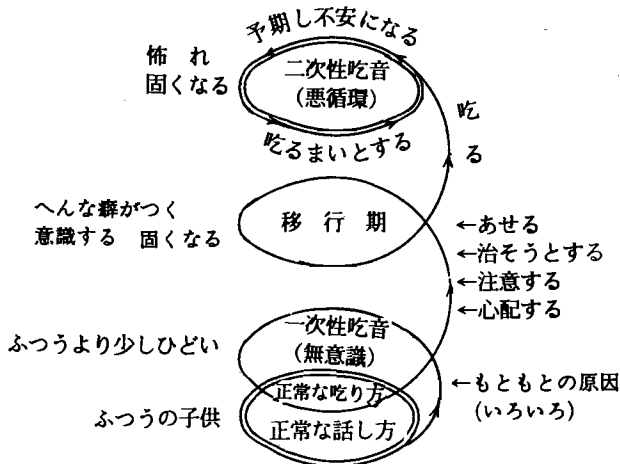 予期し不安になる
怖れ
固くなる
二次性吃音
(悪循環)
吃るまいとする
吃る
へんな癖がつく
意識する 固くなる
移行期
←あせる
←治そうとする
←注意する
←心配する
ふつうより少しひどい
一次性吃音
(無意識)
正常な吃り方
←もともとの原因
(いろいろ)
ふつうの子供
正常な話し方